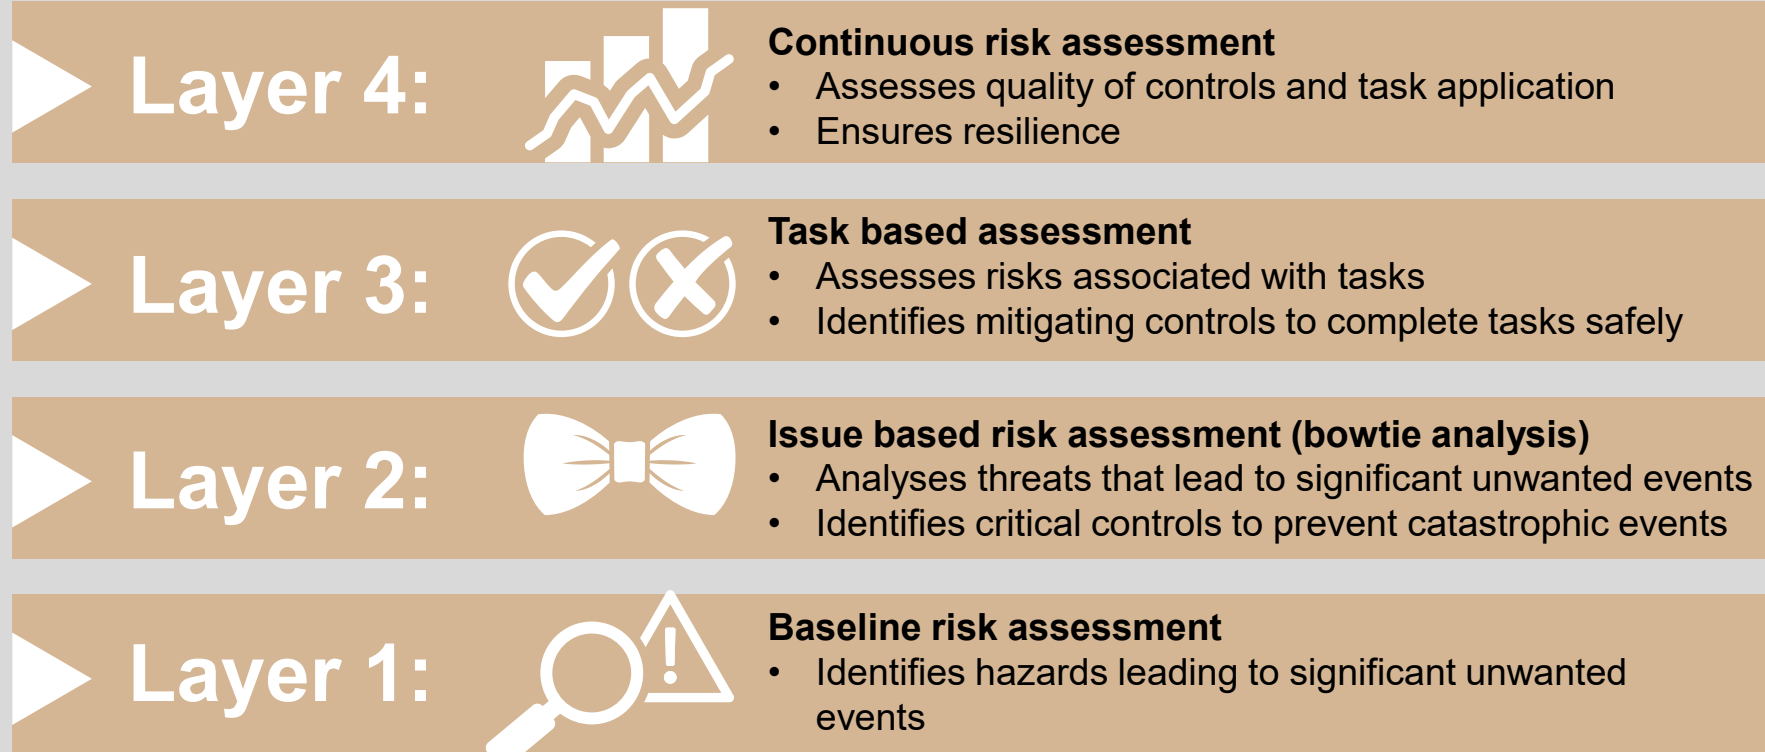 Layer 4:
Continuous risk assessment
• Assesses quality of controls and task application
• Ensures resilience
Layer 3:
Task based assessment
• Assesses risks associated with tasks
• Identifies mitigating controls to complete tasks safely
Layer 2:
Issue based risk assessment (bowtie analysis)
• Analyses threats that lead to significant unwanted events
• Identifies critical controls to prevent catastrophic events
Layer 1:
Baseline risk assessment
• Identifies hazards leading to significant unwanted
events